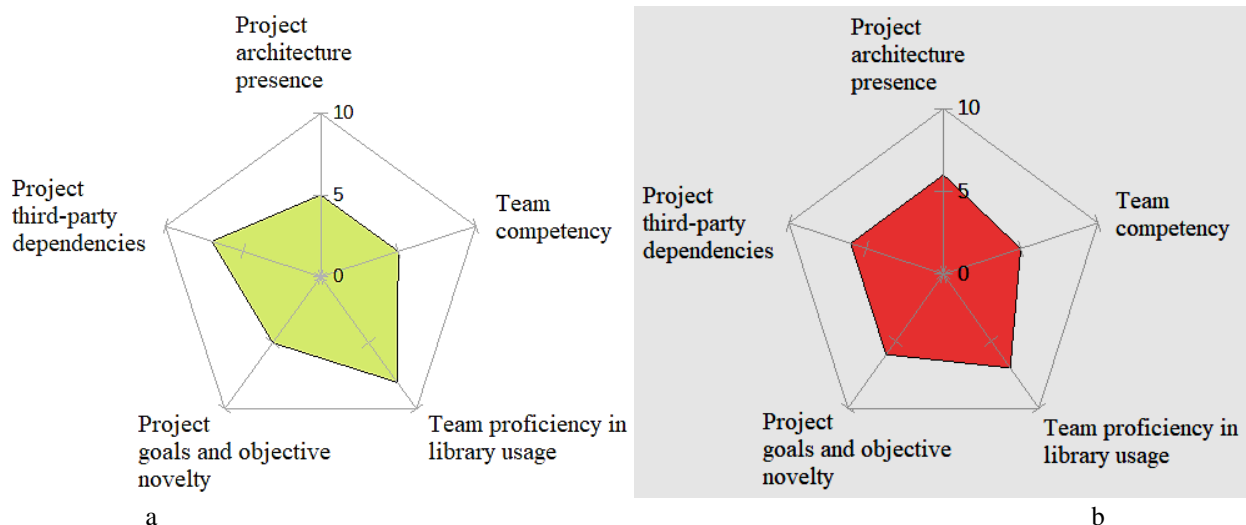 Project
architecture
presence
10
5
0
Team
competency
Team proficiency in
library usage
Project
goals and objective
novelty
Project
third-party
dependencies
a
Project
architecture
presence
10
5
0
Team
competency
Team proficiency in
library usage
Project
goals and objective
novelty
Project
third-party
dependencies
b